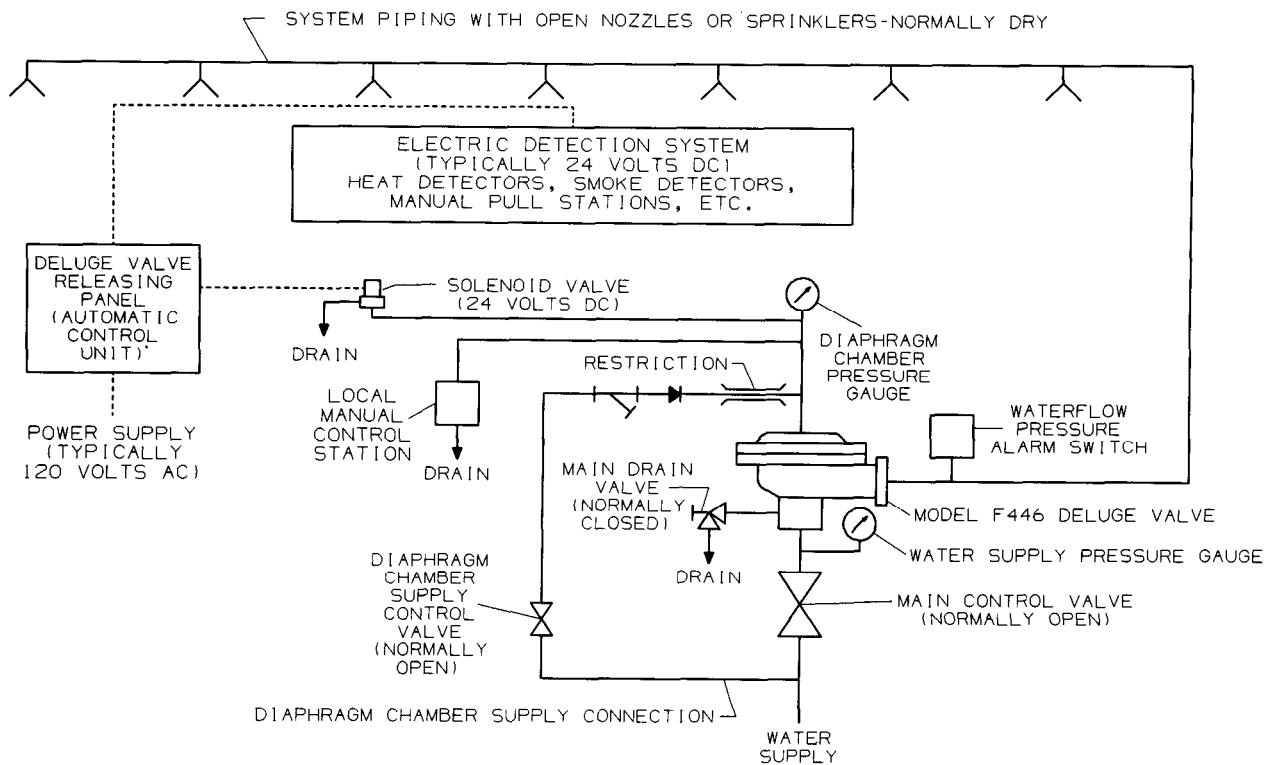 SYSTEM PIPING WITH OPEN NOZZLES OR SPRINKLERS-NORMALLY DRY
ELECTRIC DETECTION SYSTEM
(TYPICALLY 24 VOLTS DC)
HEAT DETECTORS, SMOKE DETECTORS,
MANUAL PULL STATIONS, ETC.
DELUGE VALVE
RELEASING
PANEL
(AUTOMATIC
CONTROL
UNIT)
POWER SUPPLY
(TYPICALLY
120 VOLTS AC)
SOLENOID VALVE
(24 VOLTS DC)
DRAIN
LOCAL
MANUAL
CONTROL
STATION
DRAIN
RESTRICTION
DIAPHRAGM
CHAMBER
PRESSURE
GAUGE
WATERFLOW
PRESSURE
ALARM SWITCH
MAIN DRAIN
VALVE
(NORMALLY
CLOSED)
DRAIN
MODEL F446 DELUGE VALVE
WATER SUPPLY PRESSURE GAUGE
MAIN CONTROL VALVE
(NORMALLY OPEN)
DIAPHRAGM
CHAMBER
SUPPLY
CONTROL
VALVE
(NORMALLY
OPEN)
DIAPHRAGM CHAMBER SUPPLY CONNECTION
WATER
SUPPLY